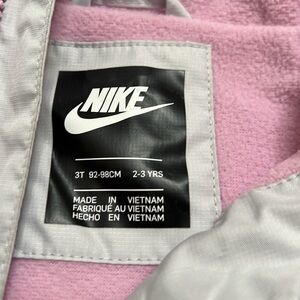 NIKE
3T 92-98CM 2-3 YRS
MADE IN VIETNAM
FABRIQUÉ AU VIETNAM
HECHO EN VIETNAM